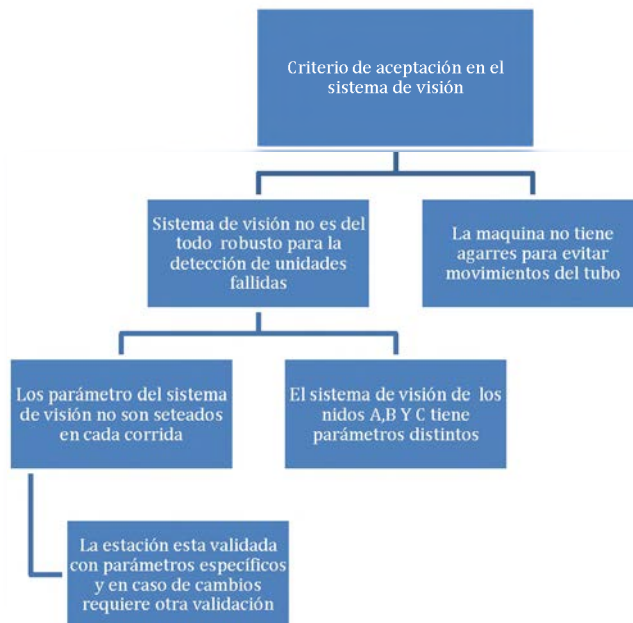 Criterio de aceptación en el
sistema de visión
Sistema de visión no es del
todo robusto para la
detección de unidades
fallidas
La maquina no tiene
agarres para evitar
movimientos del tubo
Los parámetro del sistema
de visión no son seteados
en cada corrida
El sistema de visión de los
nidos A,B Y C tiene
parámetros distintos
La estación esta validada
con parámetros específicos
y en caso de cambios
requiere otra validación